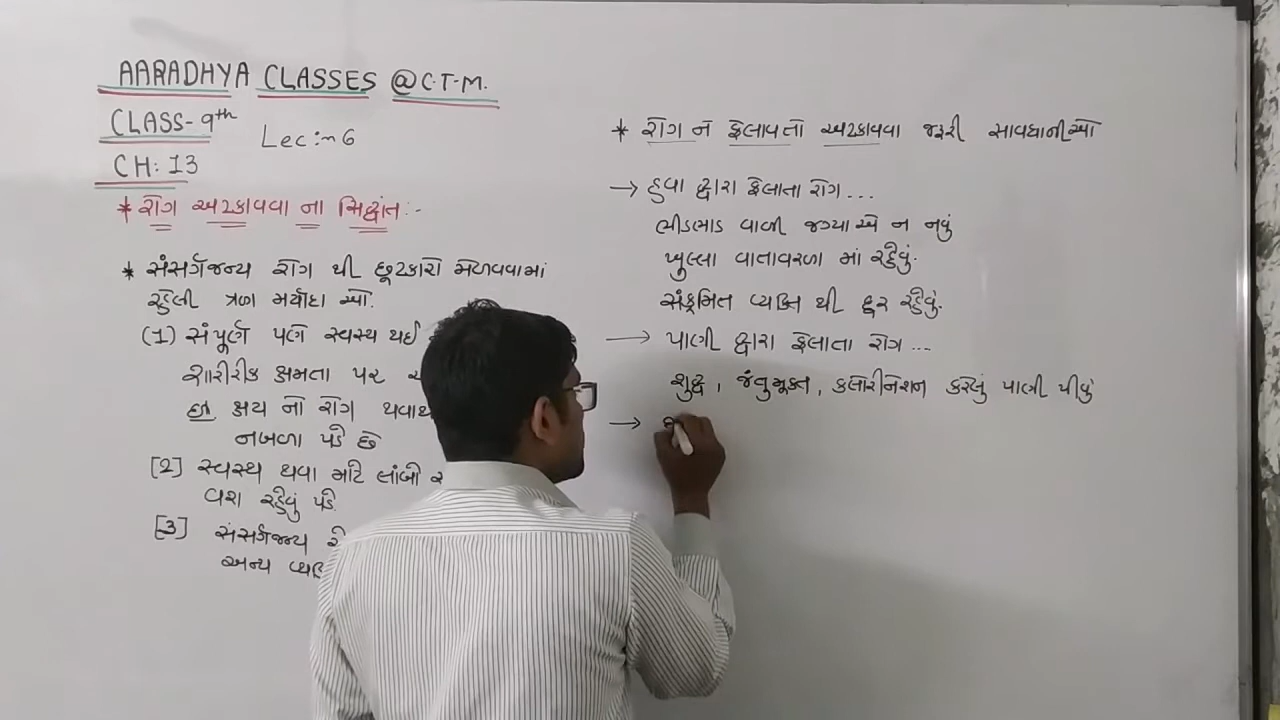 AARADHYA CLASSES @C.T.M.
CLASS-9th
Lec:-6
CH: 13
* રોગ અટકાવવા ના સિદ્ધાંત:-
* સંસર્ગજન્ય રોગ થી છૂટકારો મેળવવામાં
રહેલી ત્રણ મર્યાદા ઓ.
(1) સંપૂર્ણ પણે સ્વસ્થ થઈ
શારીરીક ક્ષમતા પર
ક્ષય નો રોગ થવાથ
નબળા પડે છે
[2] સ્વસ્થ થવા માટે લાંબો સ
વશ રહેવું પડે.
[3] સંસર્ગજન્ય રો
અન્ય વ્ય
* રોગ ને ફેલાવતો અટકાવવા જરૂરી સાવધાનીઓ
→ હવા દ્વારા ફેલાતા રોગ...
ભીડભાડ વાળી જગ્યા એ ન જવું
ખુલ્લા વાતાવરણ માં રહેવું.
સંક્રમિત વ્યક્તિ થી દૂર રહેવું.
→ પાણી દ્વારા ફેલાતા રોગ...
શુદ્ધ, જંતુમૂક્ત, કલોરીનેશન કરેલું પાણી પીવું
→